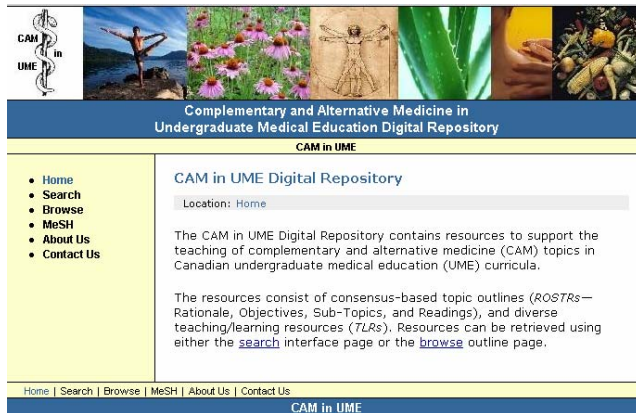 CAM
in
UME
Complementary and Alternative Medicine in
Undergraduate Medical Education Digital Repository
CAM in UME
• Home
• Search
• Browse
• MeSH
• About Us
• Contact Us
CAM in UME Digital Repository
Location: Home
The CAM in UME Digital Repository contains resources to support the
teaching of complementary and alternative medicine (CAM) topics in
Canadian undergraduate medical education (UME) curricula.
The resources consist of consensus-based topic outlines (ROSTRs—
Rationale, Objectives, Sub-Topics, and Readings), and diverse
teaching/learning resources (TLRs). Resources can be retrieved using
either the search interface page or the browse outline page.
Home | Search | Browse | MeSH | About Us | Contact Us
CAM in UME